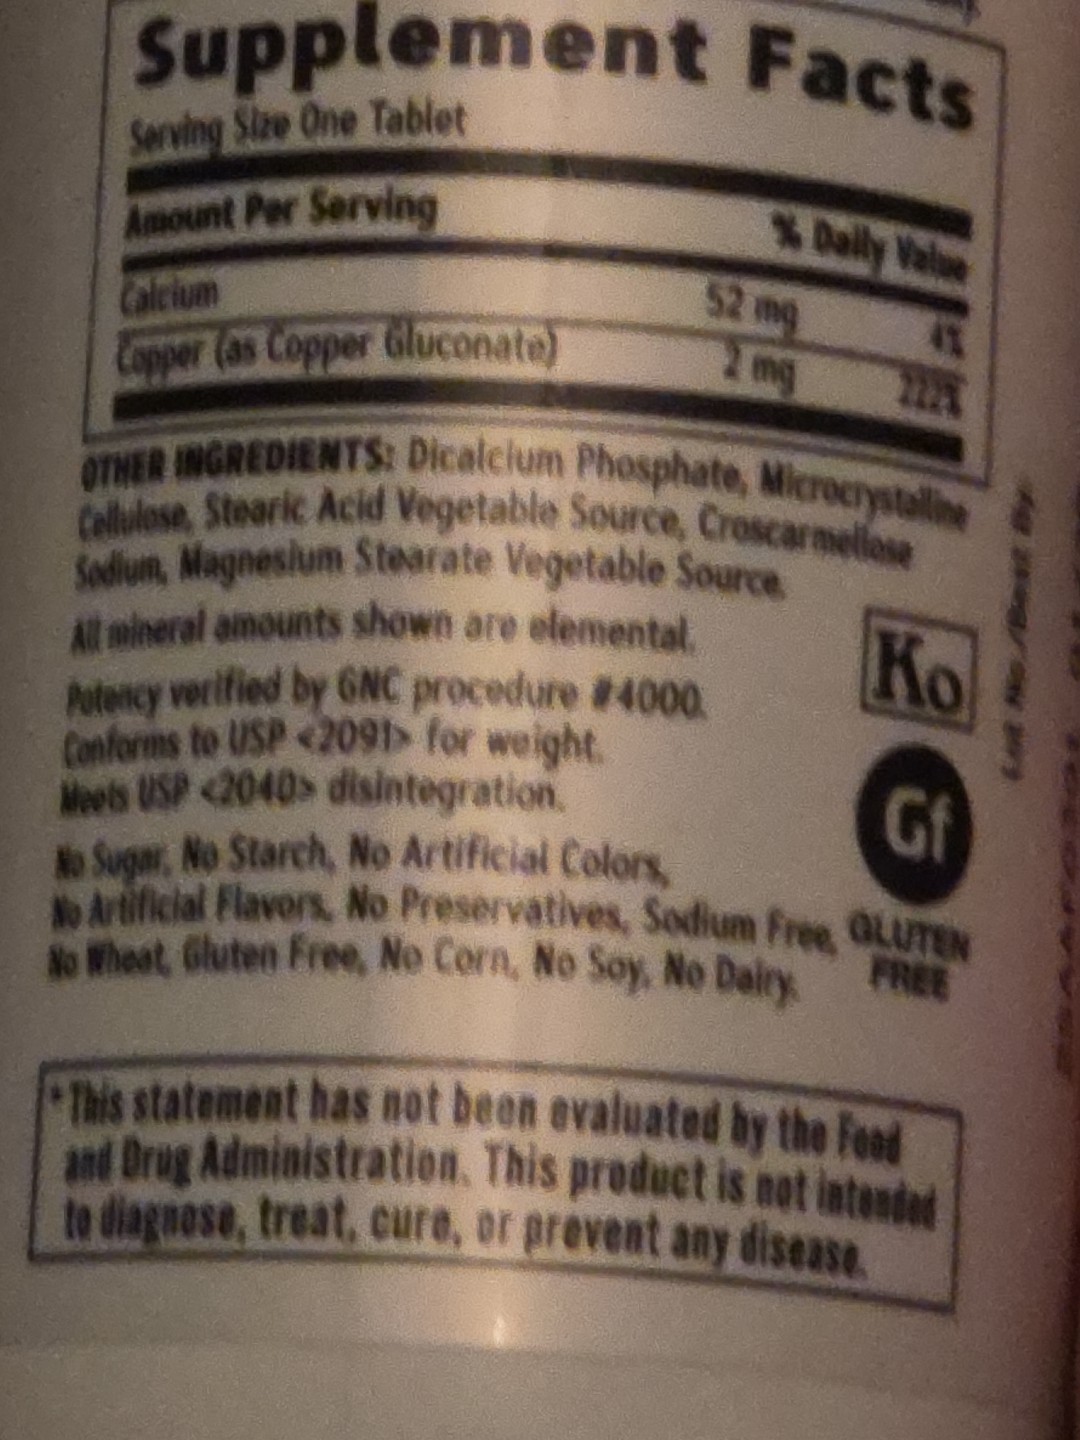 Supplement Facts
Serving Size One Tablet
Amount Per Serving
% Daily Value
Calcium 52 mg 4%
Copper (as Copper Gluconate) 2 mg 222%
OTHER INGREDIENTS: Dicalcium Phosphate, Microcrystalline
Cellulose, Stearic Acid Vegetable Source, Croscarmellose
Sodium, Magnesium Stearate Vegetable Source.
All mineral amounts shown are elemental.
Potency verified by GNC procedure #4000.
Conforms to USP <2091> for weight.
Meets USP <2040> disintegration.
No Sugar, No Starch, No Artificial Colors,
No Artificial Flavors, No Preservatives, Sodium Free,
No Wheat, Gluten Free, No Corn, No Soy, No Dairy.
Ko
Gf
GLUTEN
FREE
Lot No./Best By:
*This statement has not been evaluated by the Food
and Drug Administration. This product is not intended
to diagnose, treat, cure, or prevent any disease.